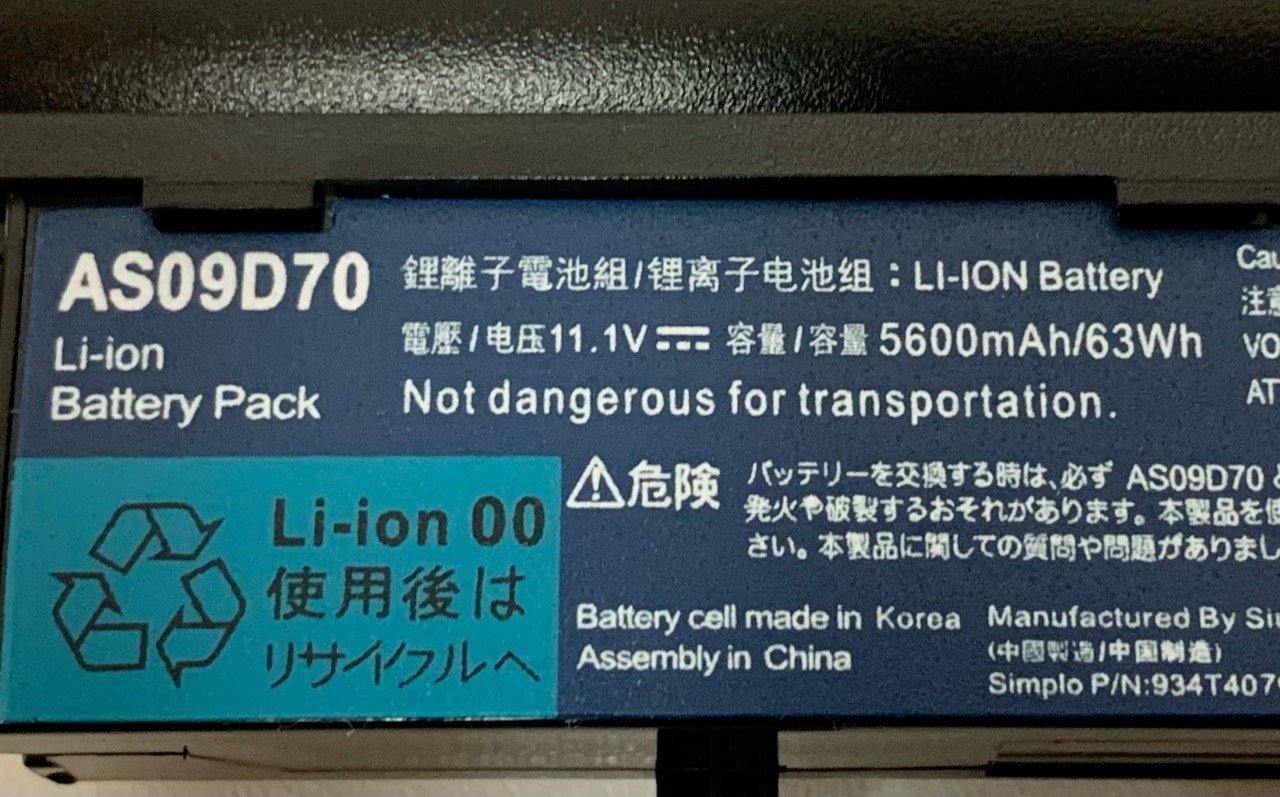 AS09D70
Li-ion
Battery Pack
鋰離子電池組/锂离子电池组：LI-ION Battery
電壓/电压11.1V 容量/容量 5600mAh/63Wh
Not dangerous for transportation.
注意
Li-ion 00
使用後は
リサイクルへ
危険
バッテリーを交換する時は、必ず AS09D70
発火や破裂するおそれがあります。本製品を
さい。本製品に関しての質問や問題がありまし
Battery cell made in Korea
Assembly in China
Manufactured By
(中國製造/中国制造)
Simplo P/N:934T407